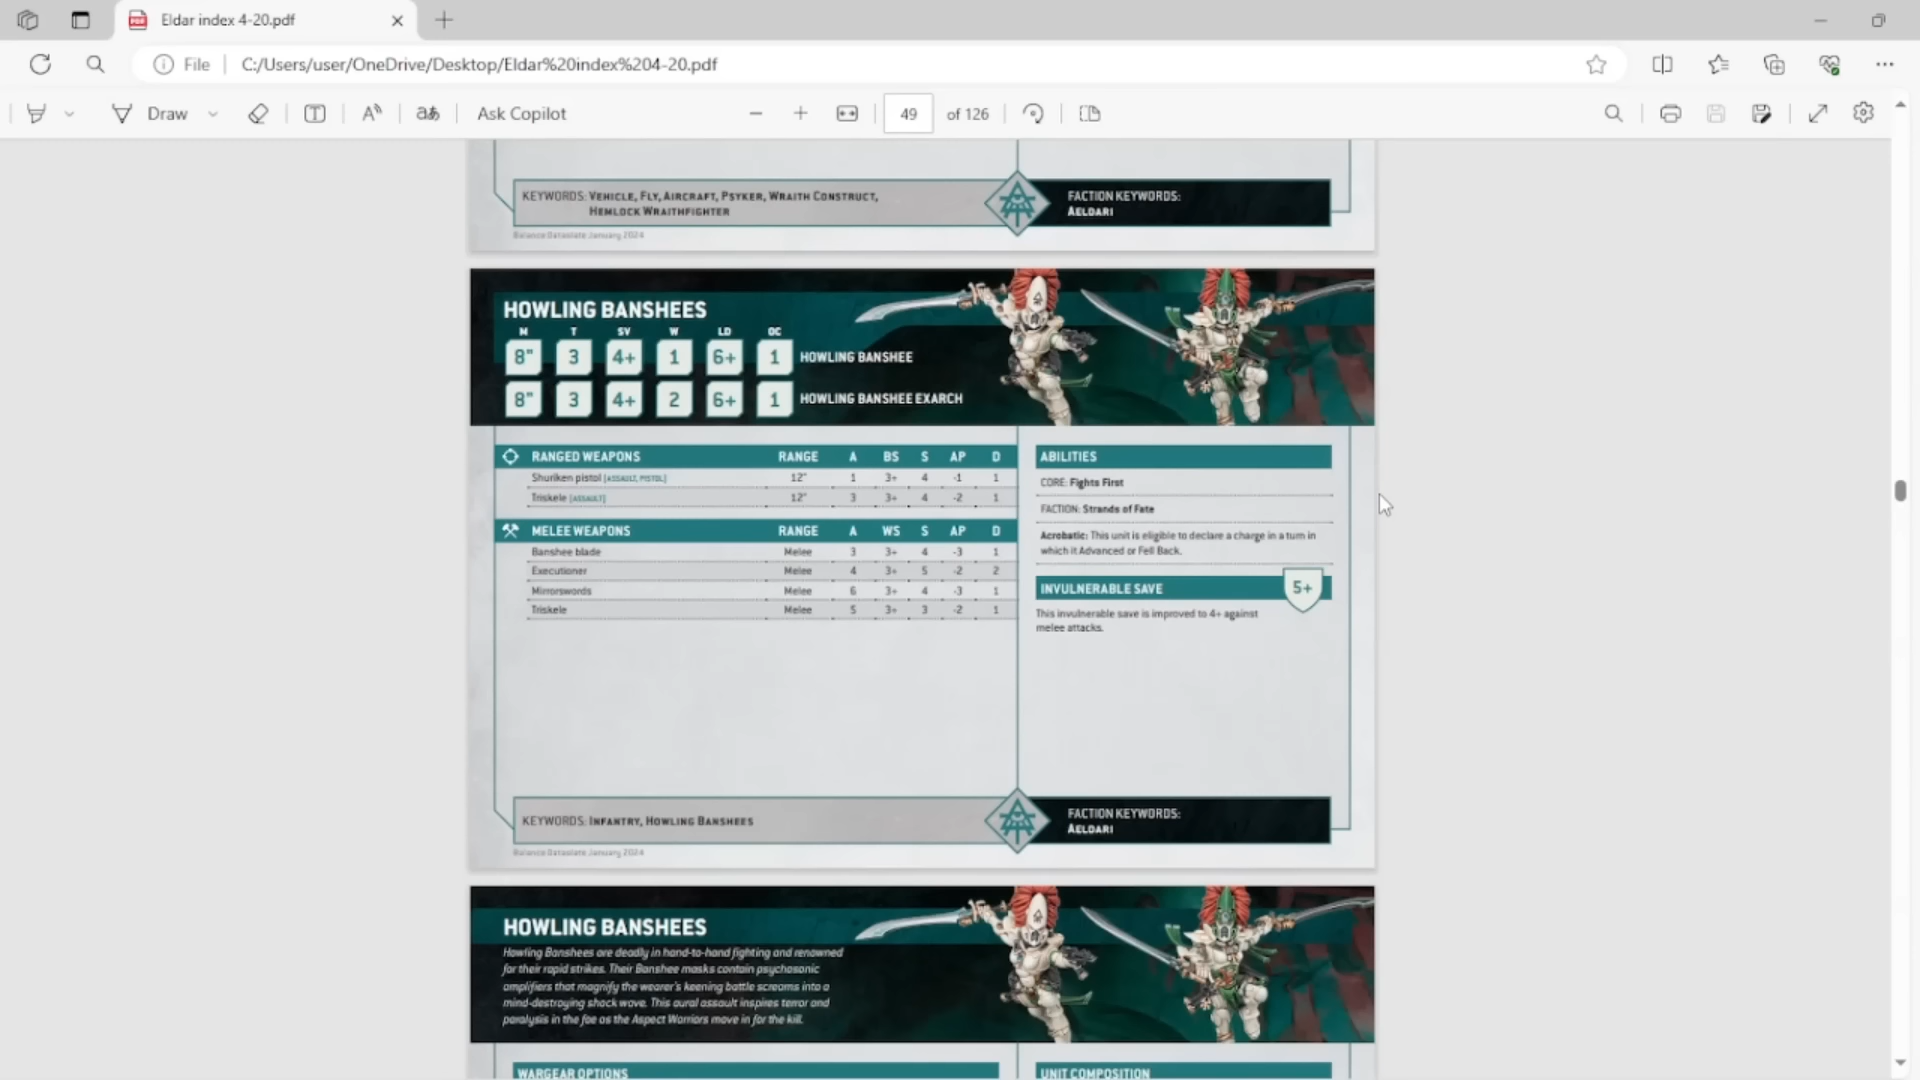 Eldar index 4-20.pdf
File
C:/Users/user/OneDrive/Desktop/Eldar%20index%204-20.pdf
Draw
Ask Copilot
49
of 126
KEYWORDS: VEHICLE, FLY, AIRCRAFT, PSYKER, WRAITH CONSTRUCT,
HEMLOCK WRAITHFIGHTER
FACTION KEYWORDS:
AELDARI
Balance Dataslate January 2024
HOWLING BANSHEES
M T SV W LD OC
8" 3 4+ 1 6+ 1 HOWLING BANSHEE
8" 3 4+ 2 6+ 1 HOWLING BANSHEE EXARCH
RANGED WEAPONS RANGE A BS S AP D
Shuriken pistol [ASSAULT, PISTOL] 12" 1 3+ 4 -1 1
Triskele [ASSAULT] 12" 3 3+ 4 -2 1
MELEE WEAPONS RANGE A WS S AP D
Banshee blade Melee 3 3+ 4 -3 1
Executioner Melee 4 3+ 5 -2 2
Mirrorswords Melee 6 3+ 4 -3 1
Triskele Melee 5 3+ 3 -2 1
ABILITIES
CORE: Fights First
FACTION: Strands of Fate
Acrobatic: This unit is eligible to declare a charge in a turn in
which it Advanced or Fell Back.
INVULNERABLE SAVE 5+
This invulnerable save is improved to 4+ against
melee attacks.
KEYWORDS: INFANTRY, HOWLING BANSHEES
FACTION KEYWORDS:
AELDARI
Balance Dataslate January 2024
HOWLING BANSHEES
Howling Banshees are deadly in hand-to-hand fighting and renowned
for their rapid strikes. Their Banshee masks contain psychosonic
amplifiers that magnify the wearer's keening battle screams into a
mind-destroying shock wave. This aural assault inspires terror and
paralysis in the foe as the Aspect Warriors move in for the kill.
WARGEAR OPTIONS
UNIT COMPOSITION